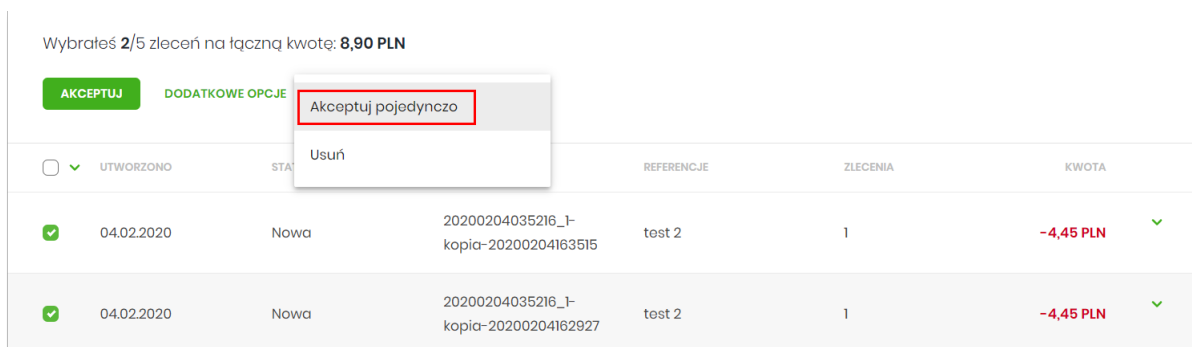 Wybrałeś 2/5 zleceń na łączną kwotę: 8,90 PLN
AKCEPTUJ DODATKOWE OPCJE Akceptuj pojedynczo
Usuń
UTWORZONO STA REFERENCJE ZLECENIA KWOTA
20200204035216_1-
04.02.2020 Nowa kopia-20200204163515 test 2 1 -4,45 PLN
20200204035216_1-
04.02.2020 Nowa kopia-20200204162927 test 2 1 -4,45 PLN